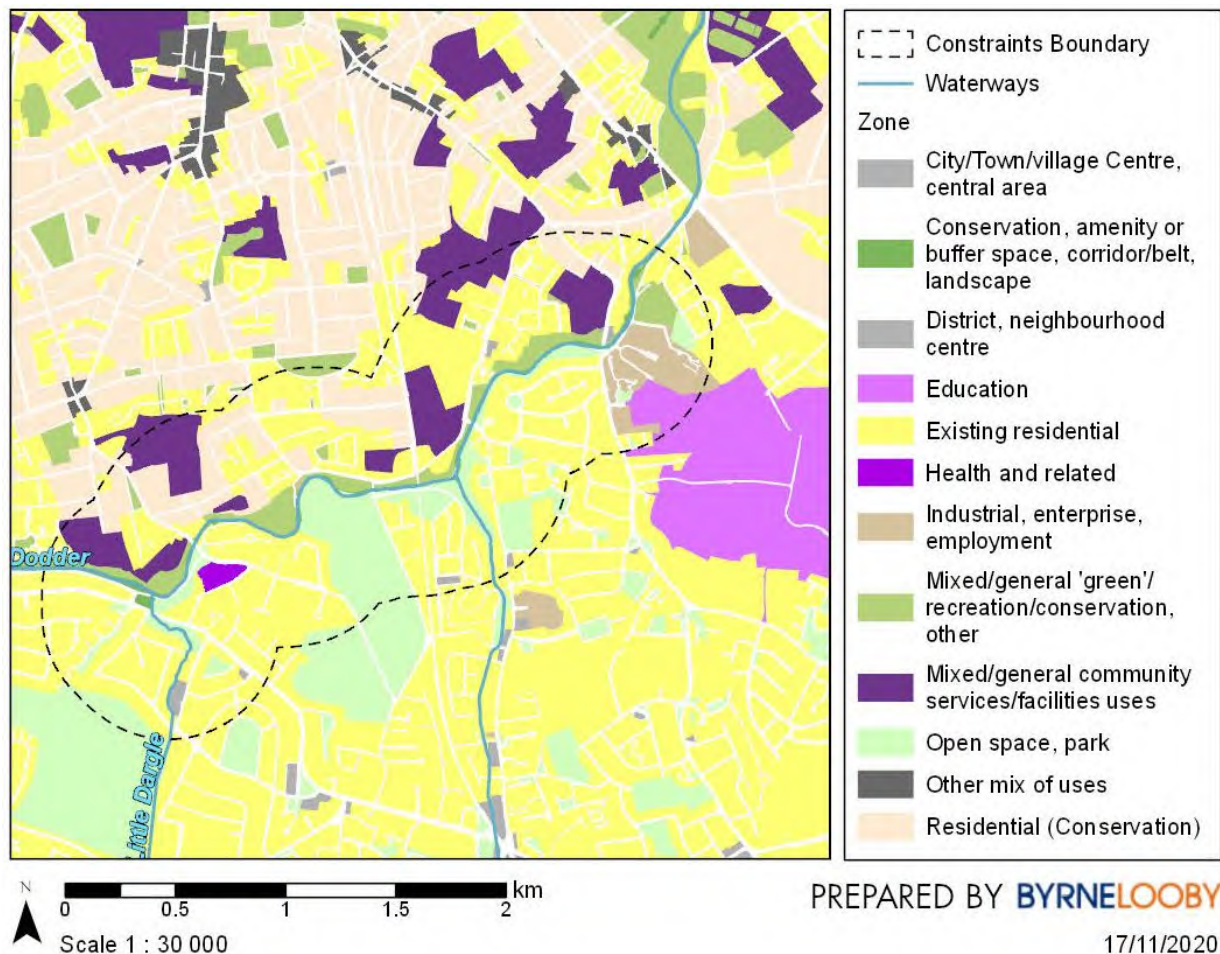 Dodder
Little Dargle
Constraints Boundary
Waterways
Zone
City/Town/village Centre,
central area
Conservation, amenity or
buffer space, corridor/belt,
landscape
District, neighbourhood
centre
Education
Existing residential
Health and related
Industrial, enterprise,
employment
Mixed/general 'green'/
recreation/conservation,
other
Mixed/general community
services/facilities uses
Open space, park
Other mix of uses
Residential (Conservation)
N
km
0 0.5 1 1.5 2
Scale 1 : 30 000
PREPARED BY BYRNELOOBY
17/11/2020